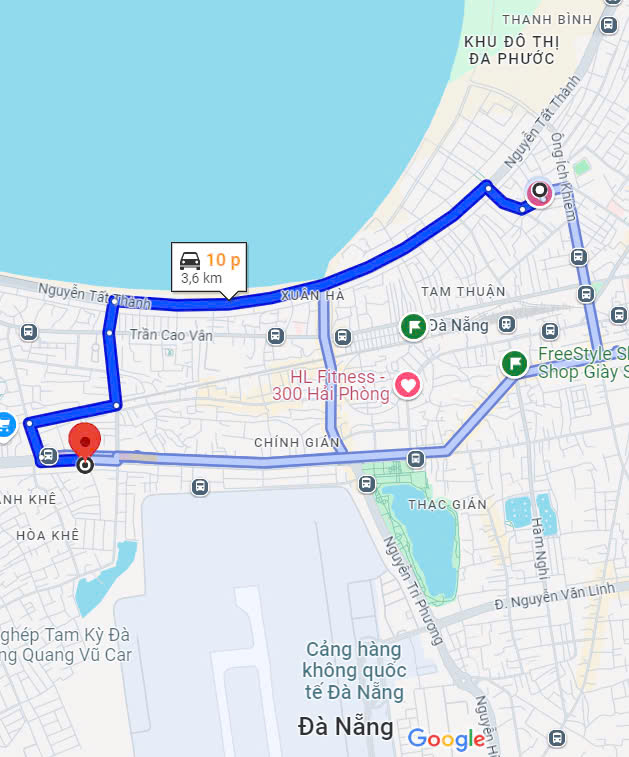 THANH BÌNH
KHU ĐÔ THỊ
ĐA PHƯỚC
Nguyễn Tất Thành
Ông Ích Khiêm
10 p
3,6 km
Nguyễn Tất Thành
XUÂN HÀ
TAM THUẬN
Trần Cao Vân
Đà Nẵng
FreeStyle S
Shop Giày S
HL Fitness -
300 Hải Phòng
CHÍNH GIÁN
ANH KHÊ
THẠC GIÁN
HÒA KHÊ
Hàm Nghi
Nguyễn Tri Phương
Đ. Nguyễn Văn Linh
ghép Tam Kỳ Đà
ng Quang Vũ Car
Cảng hàng
không quốc
tế Đà Nẵng
Đà Nẵng
Google
Nguyễn H